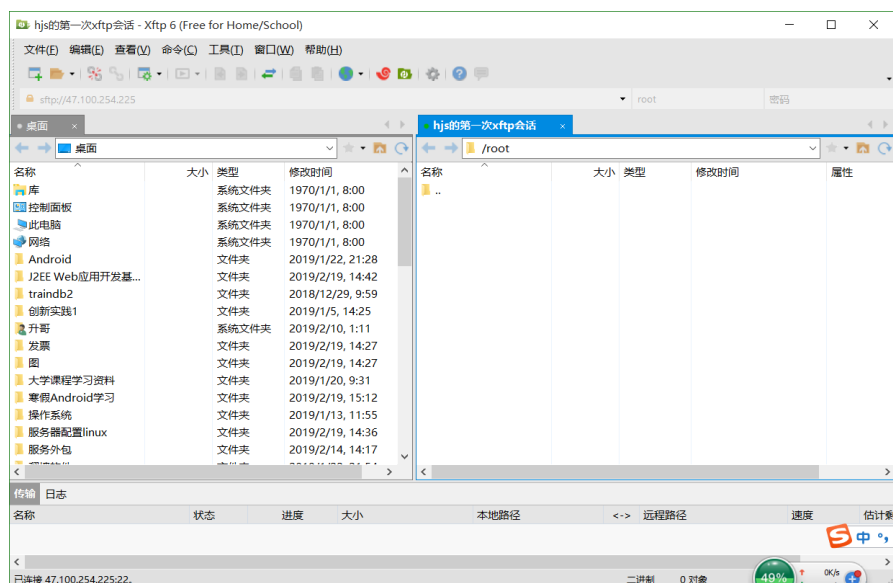 hjs的第一次xftp会话 - Xftp 6 (Free for Home/School)
文件(F) 编辑(E) 查看(V) 命令(C) 工具(T) 窗口(W) 帮助(H)
sftp://47.100.254.225 root 密码
桌面 × hjs的第一次xftp会话 ×
桌面 /root
名称 大小 类型 修改时间 名称 大小 类型 修改时间 属性
库 系统文件夹 1970/1/1, 8:00 ..
控制面板 系统文件夹 1970/1/1, 8:00
此电脑 系统文件夹 1970/1/1, 8:00
网络 系统文件夹 1970/1/1, 8:00
Android 文件夹 2019/1/22, 21:28
J2EE Web应用开发基... 文件夹 2019/2/19, 14:42
traindb2 文件夹 2018/12/29, 9:59
创新实践1 文件夹 2019/1/5, 14:25
升哥 系统文件夹 2019/2/10, 1:11
发票 文件夹 2019/2/19, 14:27
图 文件夹 2019/2/19, 14:27
大学课程学习资料 文件夹 2019/1/20, 9:31
寒假Android学习 文件夹 2019/2/19, 15:12
操作系统 文件夹 2019/1/13, 11:55
服务器配置linux 文件夹 2019/2/19, 14:36
服务外包 文件夹 2019/2/14, 14:17
传输 日志
名称 状态 进度 大小 本地路径 <-> 远程路径 速度 估计剩
中
已连接 47.100.254.225:22。 二进制 0 对象 49% 0K/s